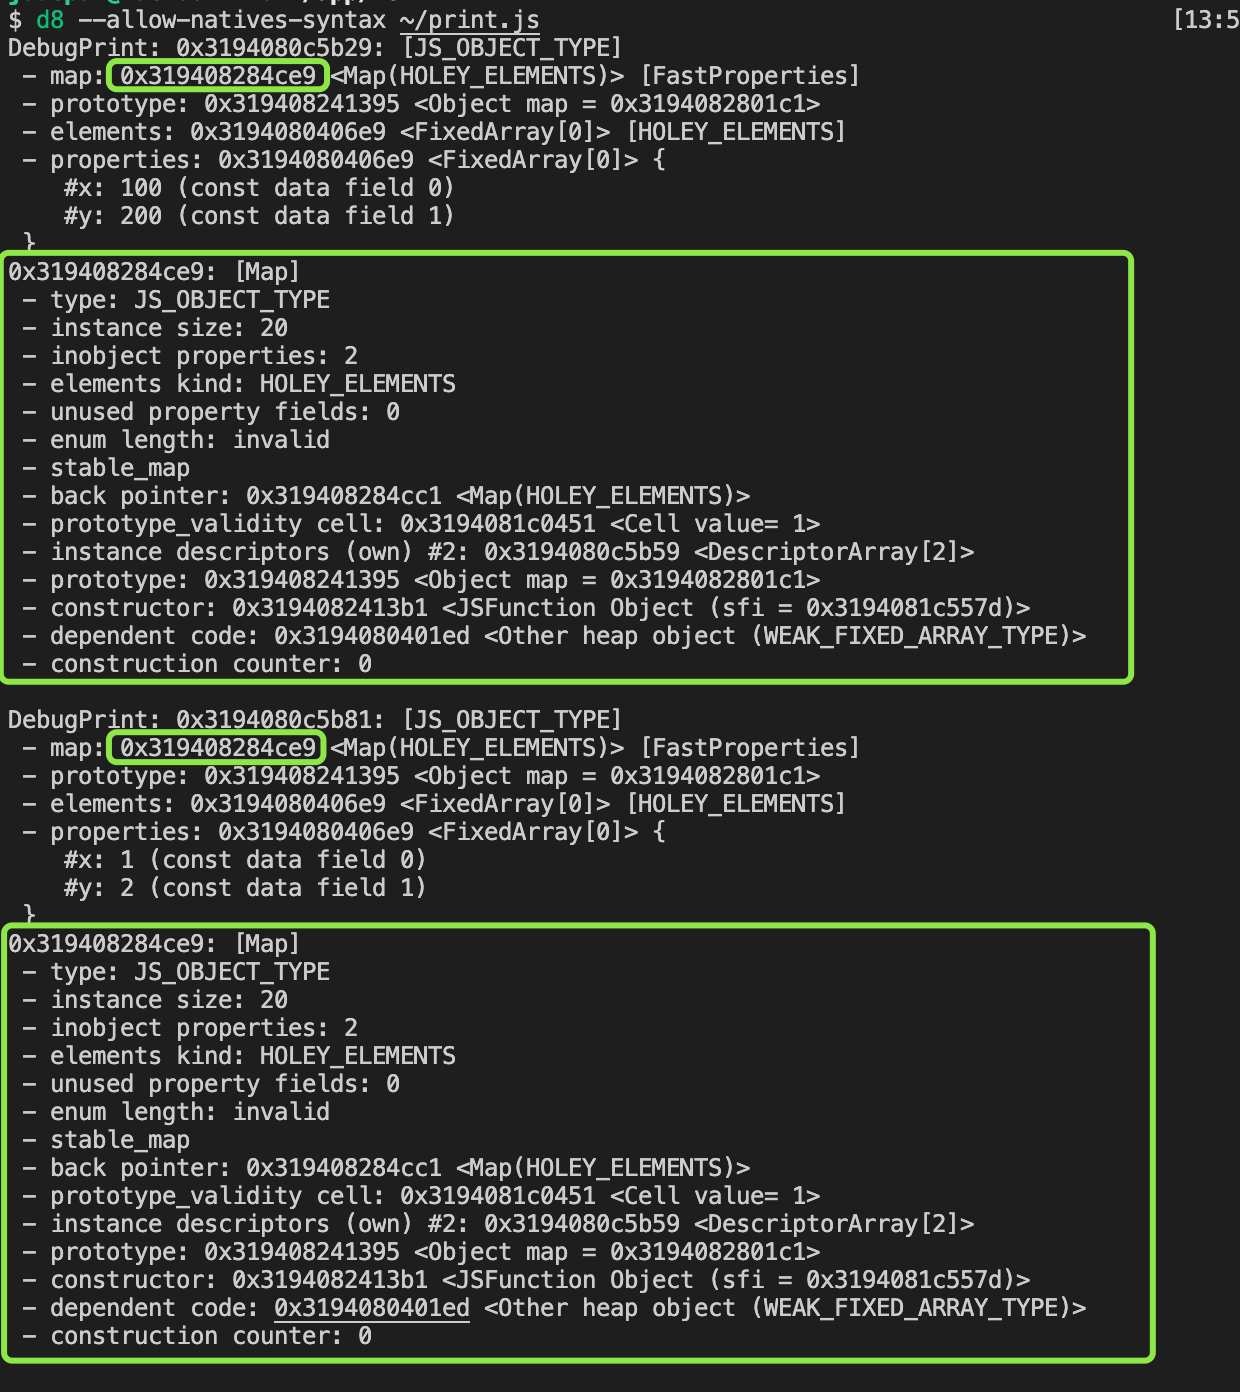 $ d8 --allow-natives-syntax ~/print.js [13:5
DebugPrint: 0x3194080c5b29: [JS_OBJECT_TYPE]
- map: 0x319408284ce9 <Map(HOLEY_ELEMENTS)> [FastProperties]
- prototype: 0x319408241395 <Object map = 0x3194082801c1>
- elements: 0x3194080406e9 <FixedArray[0]> [HOLEY_ELEMENTS]
- properties: 0x3194080406e9 <FixedArray[0]> {
#x: 100 (const data field 0)
#y: 200 (const data field 1)
}
0x319408284ce9: [Map]
- type: JS_OBJECT_TYPE
- instance size: 20
- inobject properties: 2
- elements kind: HOLEY_ELEMENTS
- unused property fields: 0
- enum length: invalid
- stable_map
- back pointer: 0x319408284cc1 <Map(HOLEY_ELEMENTS)>
- prototype_validity cell: 0x3194081c0451 <Cell value= 1>
- instance descriptors (own) #2: 0x3194080c5b59 <DescriptorArray[2]>
- prototype: 0x319408241395 <Object map = 0x3194082801c1>
- constructor: 0x3194082413b1 <JSFunction Object (sfi = 0x3194081c557d)>
- dependent code: 0x3194080401ed <Other heap object (WEAK_FIXED_ARRAY_TYPE)>
- construction counter: 0
DebugPrint: 0x3194080c5b81: [JS_OBJECT_TYPE]
- map: 0x319408284ce9 <Map(HOLEY_ELEMENTS)> [FastProperties]
- prototype: 0x319408241395 <Object map = 0x3194082801c1>
- elements: 0x3194080406e9 <FixedArray[0]> [HOLEY_ELEMENTS]
- properties: 0x3194080406e9 <FixedArray[0]> {
#x: 1 (const data field 0)
#y: 2 (const data field 1)
}
0x319408284ce9: [Map]
- type: JS_OBJECT_TYPE
- instance size: 20
- inobject properties: 2
- elements kind: HOLEY_ELEMENTS
- unused property fields: 0
- enum length: invalid
- stable_map
- back pointer: 0x319408284cc1 <Map(HOLEY_ELEMENTS)>
- prototype_validity cell: 0x3194081c0451 <Cell value= 1>
- instance descriptors (own) #2: 0x3194080c5b59 <DescriptorArray[2]>
- prototype: 0x319408241395 <Object map = 0x3194082801c1>
- constructor: 0x3194082413b1 <JSFunction Object (sfi = 0x3194081c557d)>
- dependent code: 0x3194080401ed <Other heap object (WEAK_FIXED_ARRAY_TYPE)>
- construction counter: 0